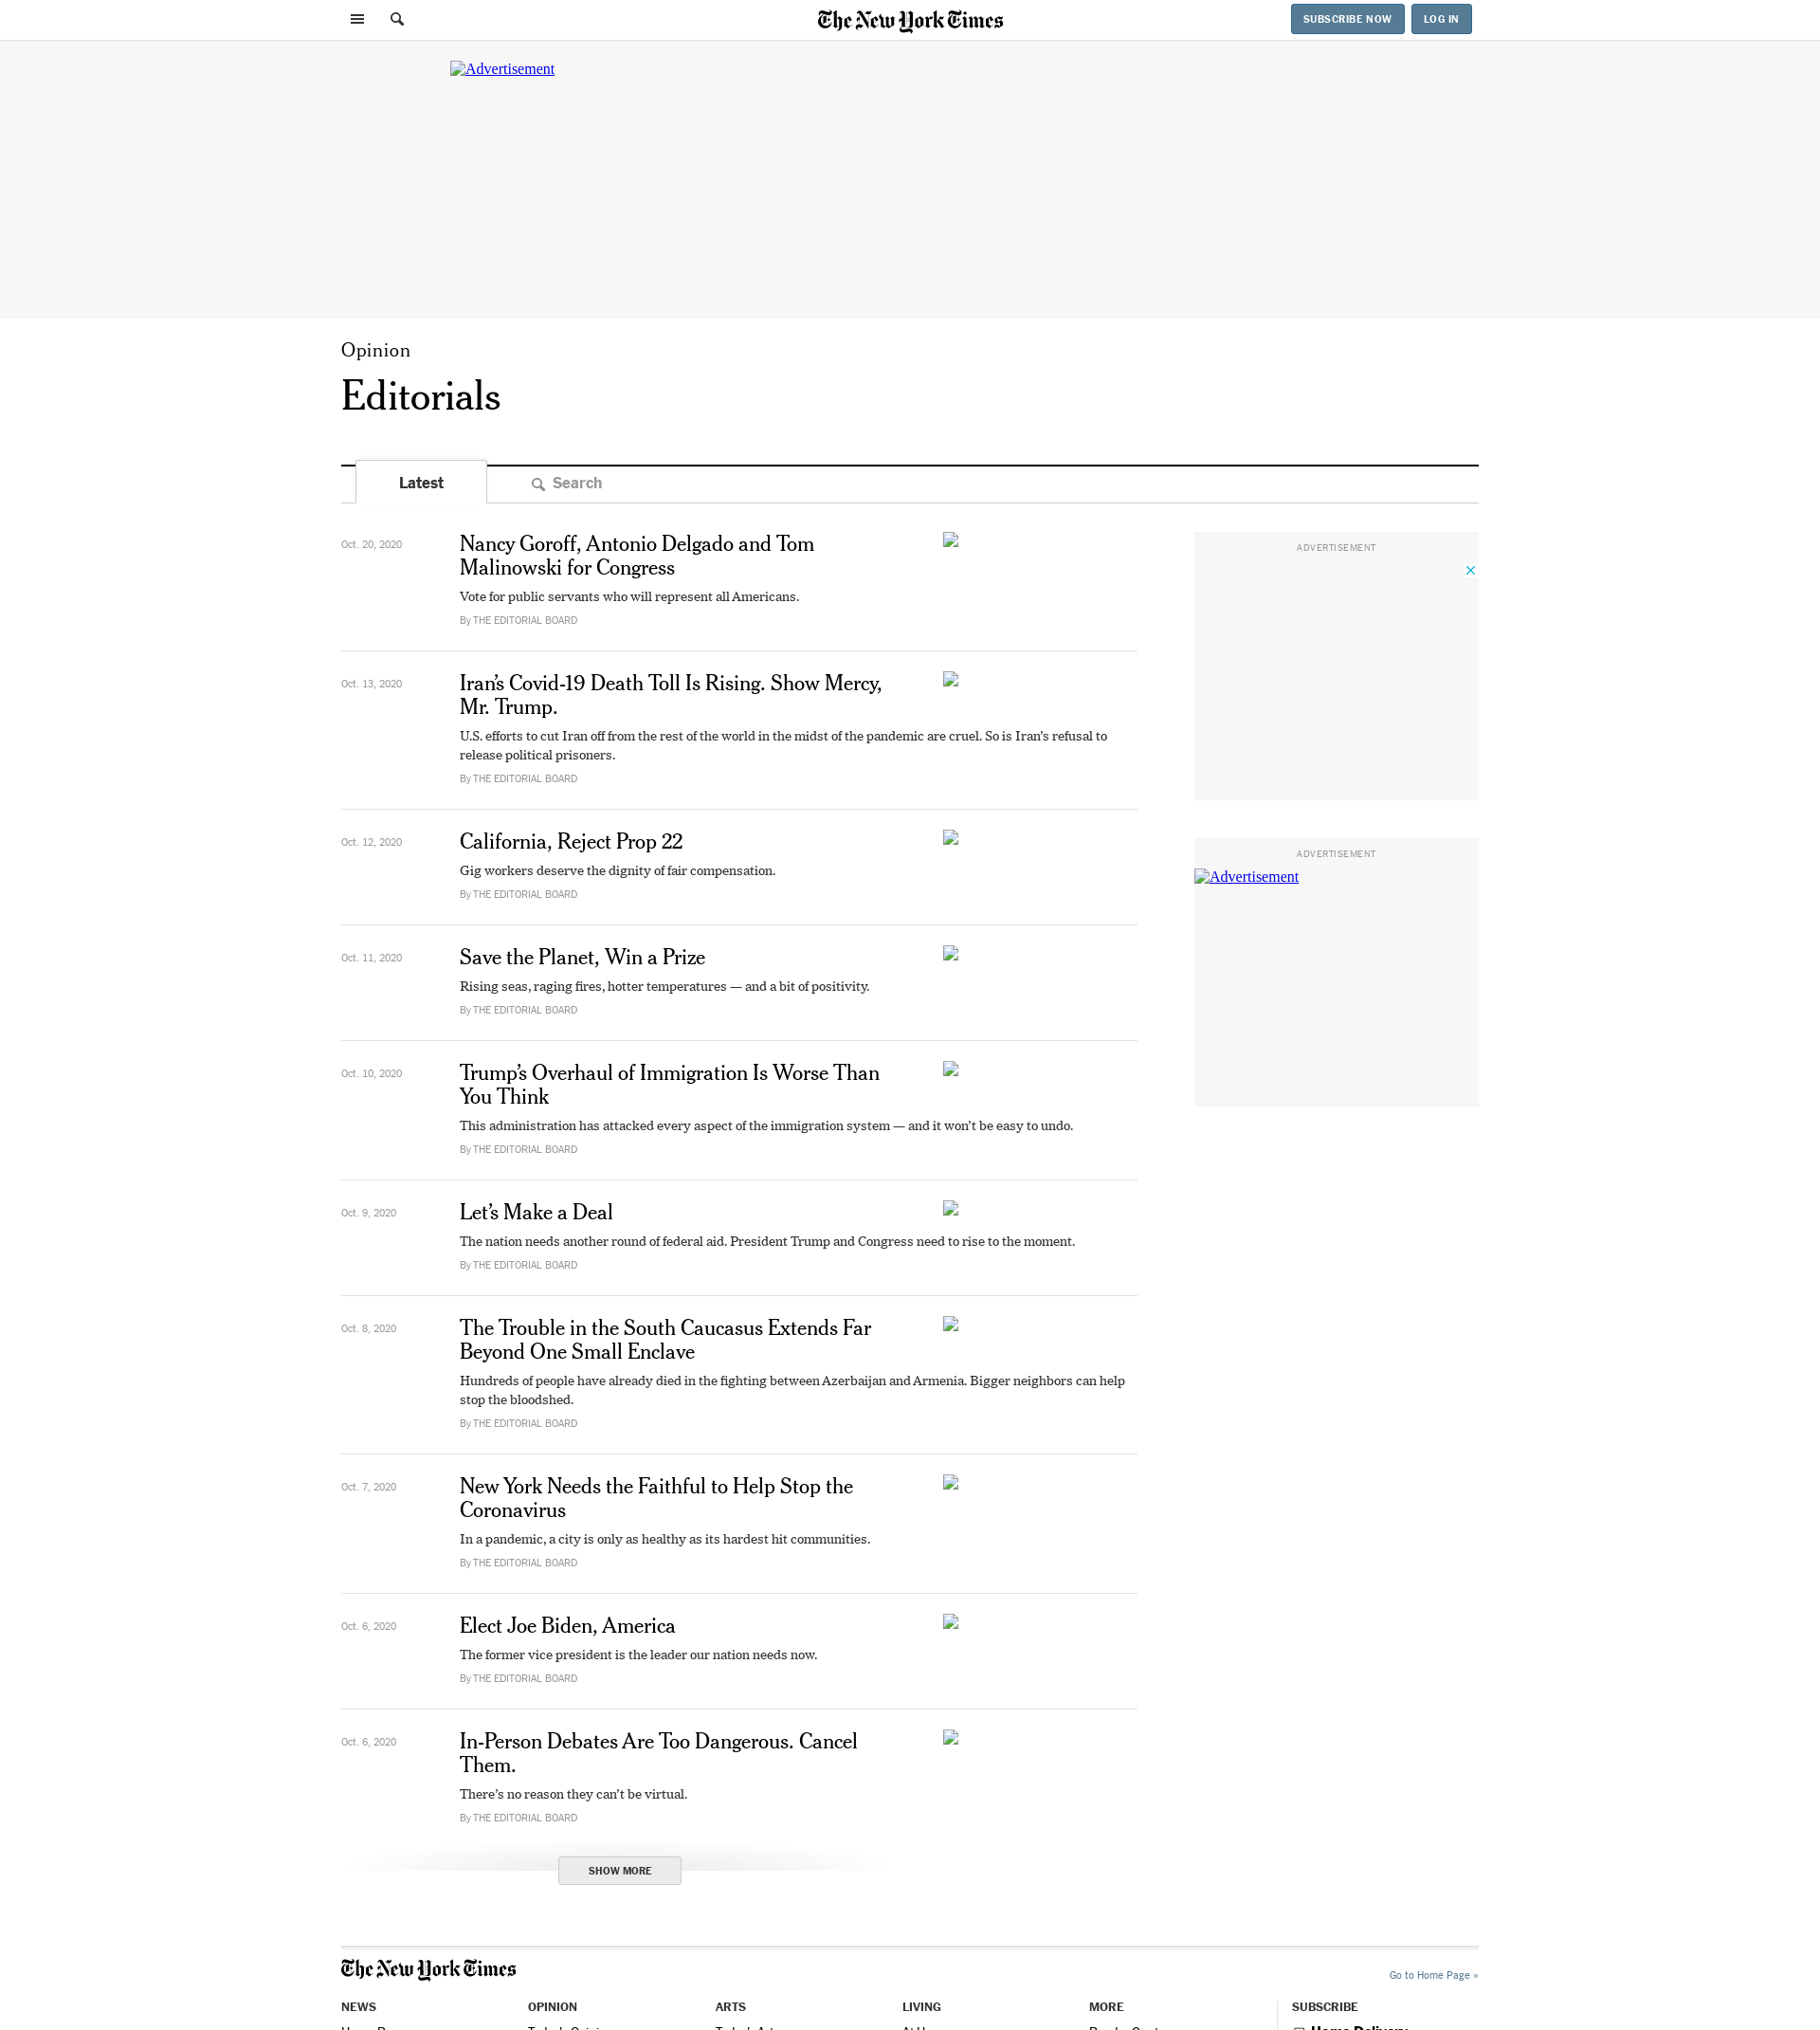 The New York Times
SUBSCRIBE NOW
LOG IN
Advertisement
Opinion
Editorials
Latest
Search
Oct. 20, 2020
Nancy Goroff, Antonio Delgado and Tom
Malinowski for Congress
Vote for public servants who will represent all Americans.
By THE EDITORIAL BOARD
ADVERTISEMENT
Oct. 13, 2020
Iran’s Covid-19 Death Toll Is Rising. Show Mercy,
Mr. Trump.
U.S. efforts to cut Iran off from the rest of the world in the midst of the pandemic are cruel. So is Iran’s refusal to
release political prisoners.
By THE EDITORIAL BOARD
Oct. 12, 2020
California, Reject Prop 22
Gig workers deserve the dignity of fair compensation.
By THE EDITORIAL BOARD
ADVERTISEMENT
Advertisement
Oct. 11, 2020
Save the Planet, Win a Prize
Rising seas, raging fires, hotter temperatures — and a bit of positivity.
By THE EDITORIAL BOARD
Oct. 10, 2020
Trump’s Overhaul of Immigration Is Worse Than
You Think
This administration has attacked every aspect of the immigration system — and it won’t be easy to undo.
By THE EDITORIAL BOARD
Oct. 9, 2020
Let’s Make a Deal
The nation needs another round of federal aid. President Trump and Congress need to rise to the moment.
By THE EDITORIAL BOARD
Oct. 8, 2020
The Trouble in the South Caucasus Extends Far
Beyond One Small Enclave
Hundreds of people have already died in the fighting between Azerbaijan and Armenia. Bigger neighbors can help
stop the bloodshed.
By THE EDITORIAL BOARD
Oct. 7, 2020
New York Needs the Faithful to Help Stop the
Coronavirus
In a pandemic, a city is only as healthy as its hardest hit communities.
By THE EDITORIAL BOARD
Oct. 6, 2020
Elect Joe Biden, America
The former vice president is the leader our nation needs now.
By THE EDITORIAL BOARD
Oct. 6, 2020
In-Person Debates Are Too Dangerous. Cancel
Them.
There’s no reason they can’t be virtual.
By THE EDITORIAL BOARD
SHOW MORE
The New York Times
Go to Home Page »
NEWS
OPINION
ARTS
LIVING
MORE
SUBSCRIBE
Home Delivery